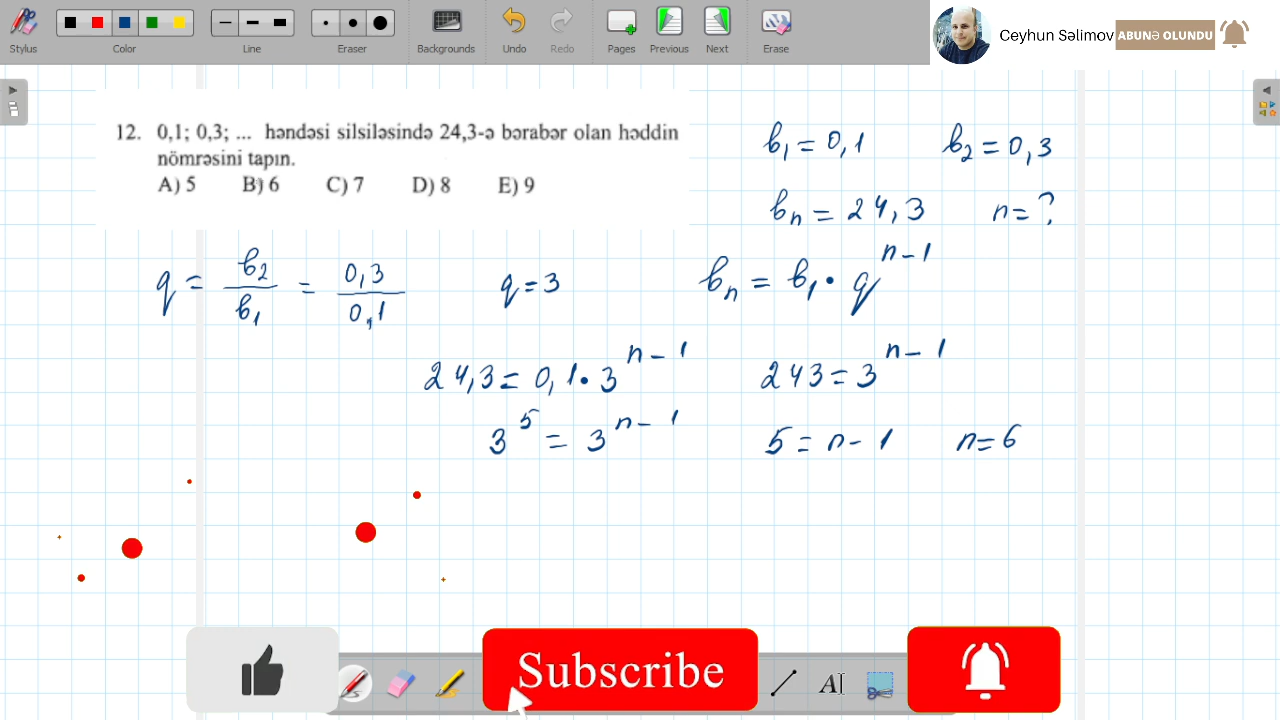 Stylus Color Line Eraser Backgrounds Undo Redo Pages Previous Next Erase
Ceyhun Səlimov ABUNƏ OLUNDU
12. 0,1; 0,3; ... həndəsi silsiləsində 24,3-ə bərabər olan həddin
nömrəsini tapın.
A) 5 B) 6 C) 7 D) 8 E) 9
b₁ = 0,1 b₂ = 0,3
bₙ = 24,3 n = ?
q = b₂/b₁ = 0,3/0,1 q = 3 bₙ = b₁ · q^(n-1)
24,3 = 0,1 · 3^(n-1) 243 = 3^(n-1)
3^5 = 3^(n-1) 5 = n-1 n = 6
Subscribe
AI